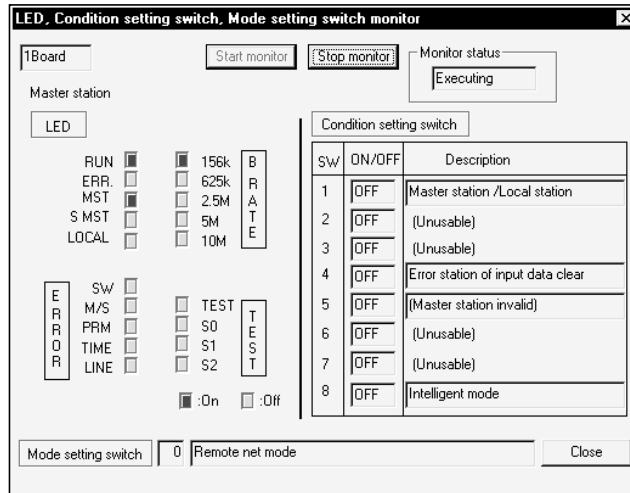 LED, Condition setting switch, Mode setting switch monitor
1Board
Start monitor
Stop monitor
Monitor status
Executing
Master station
LED
RUN
ERR.
MST
S MST
LOCAL
156k
625k
2.5M
5M
10M
BRATE
ERROR
SW
M/S
PRM
TIME
LINE
TEST
S0
S1
S2
TEST
:On :Off
Condition setting switch
SW ON/OFF Description
1 OFF Master station /Local station
2 OFF (Unusable)
3 OFF (Unusable)
4 OFF Error station of input data clear
5 OFF (Master station invalid)
6 OFF (Unusable)
7 OFF (Unusable)
8 OFF Intelligent mode
Mode setting switch 0 Remote net mode
Close